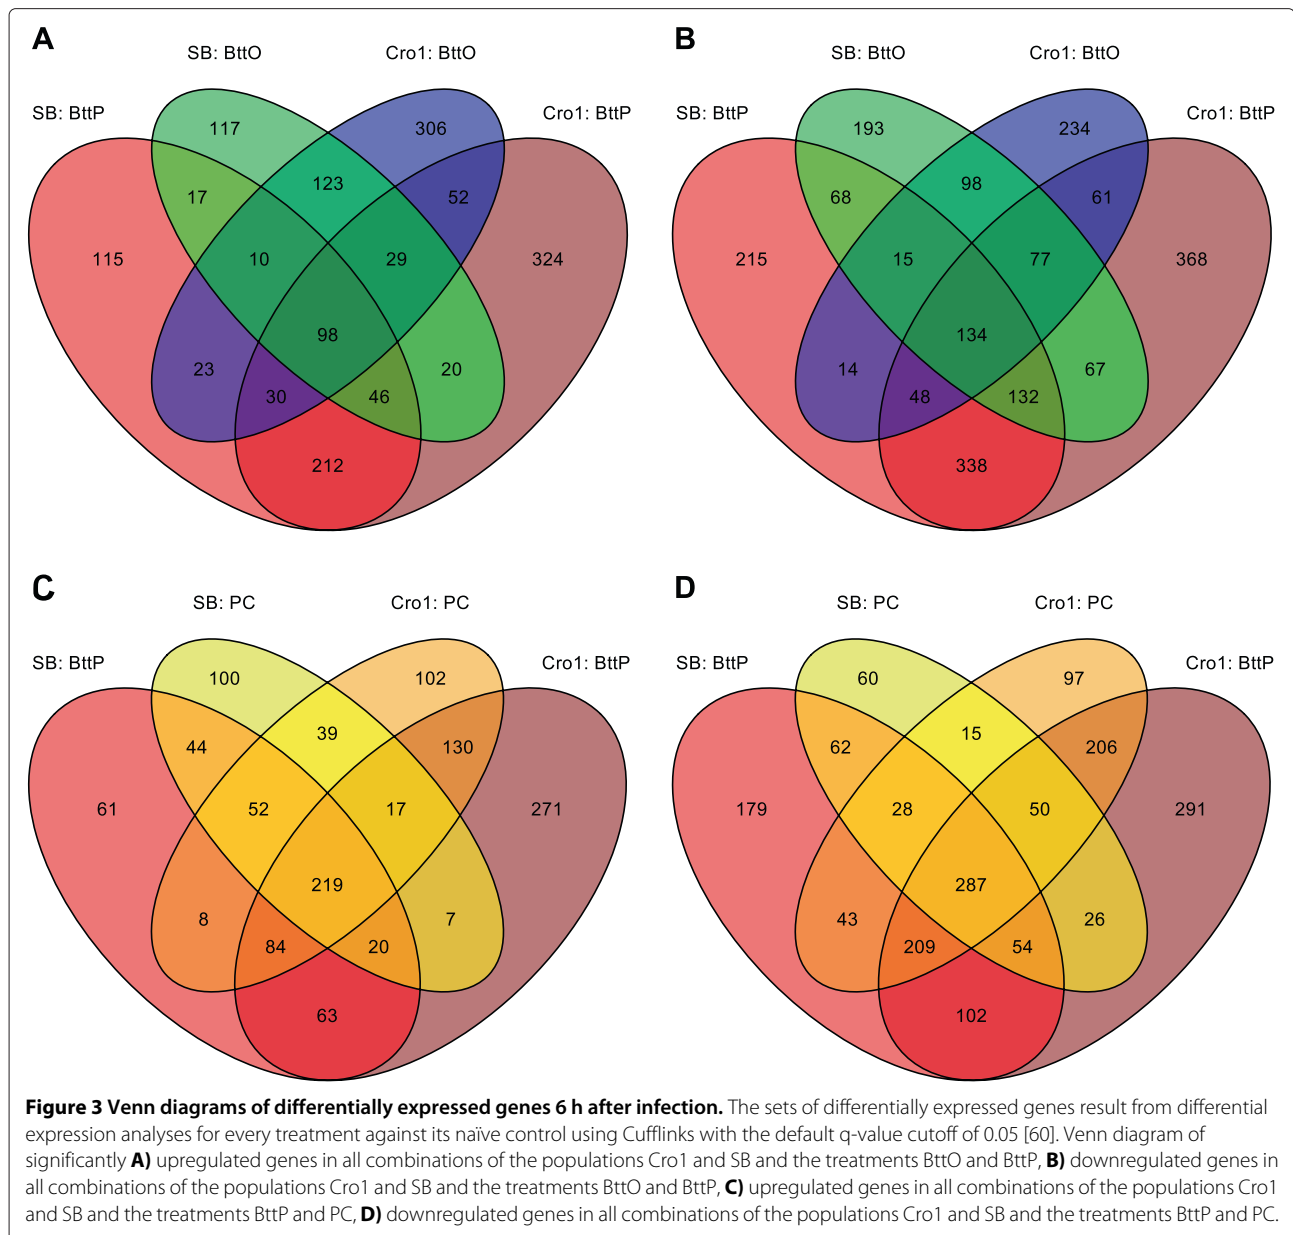 A
B
SB: BttO
Cro1: BttO
SB: BttO
Cro1: BttO
SB: BttP
Cro1: BttP
SB: BttP
Cro1: BttP
117
306
123
17
52
115
10
29
324
98
23
20
30
46
212
193
234
98
68
61
215
15
77
368
134
14
67
48
132
338
C
D
SB: PC
Cro1: PC
SB: PC
Cro1: PC
SB: BttP
Cro1: BttP
SB: BttP
Cro1: BttP
100
102
39
44
130
61
52
17
271
219
8
7
84
20
63
60
97
15
62
206
179
28
50
291
287
43
26
209
54
102
Figure 3 Venn diagrams of differentially expressed genes 6 h after infection. The sets of differentially expressed genes result from differential
expression analyses for every treatment against its naïve control using Cufflinks with the default q-value cutoff of 0.05 [60]. Venn diagram of
significantly A) upregulated genes in all combinations of the populations Cro1 and SB and the treatments BttO and BttP, B) downregulated genes in
all combinations of the populations Cro1 and SB and the treatments BttO and BttP, C) upregulated genes in all combinations of the populations Cro1
and SB and the treatments BttP and PC, D) downregulated genes in all combinations of the populations Cro1 and SB and the treatments BttP and PC.